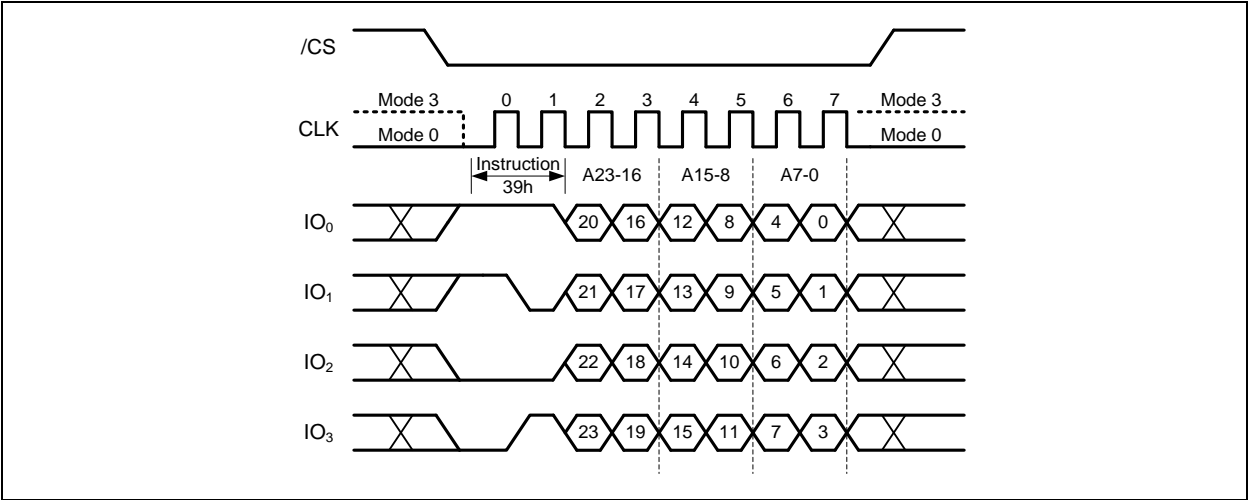 /CS
Mode 3 0 1 2 3 4 5 6 7 Mode 3
CLK
Mode 0 Mode 0
Instruction
39h
A23-16 A15-8 A7-0
IO₀ 20 16 12 8 4 0
IO₁ 21 17 13 9 5 1
IO₂ 22 18 14 10 6 2
IO₃ 23 19 15 11 7 3